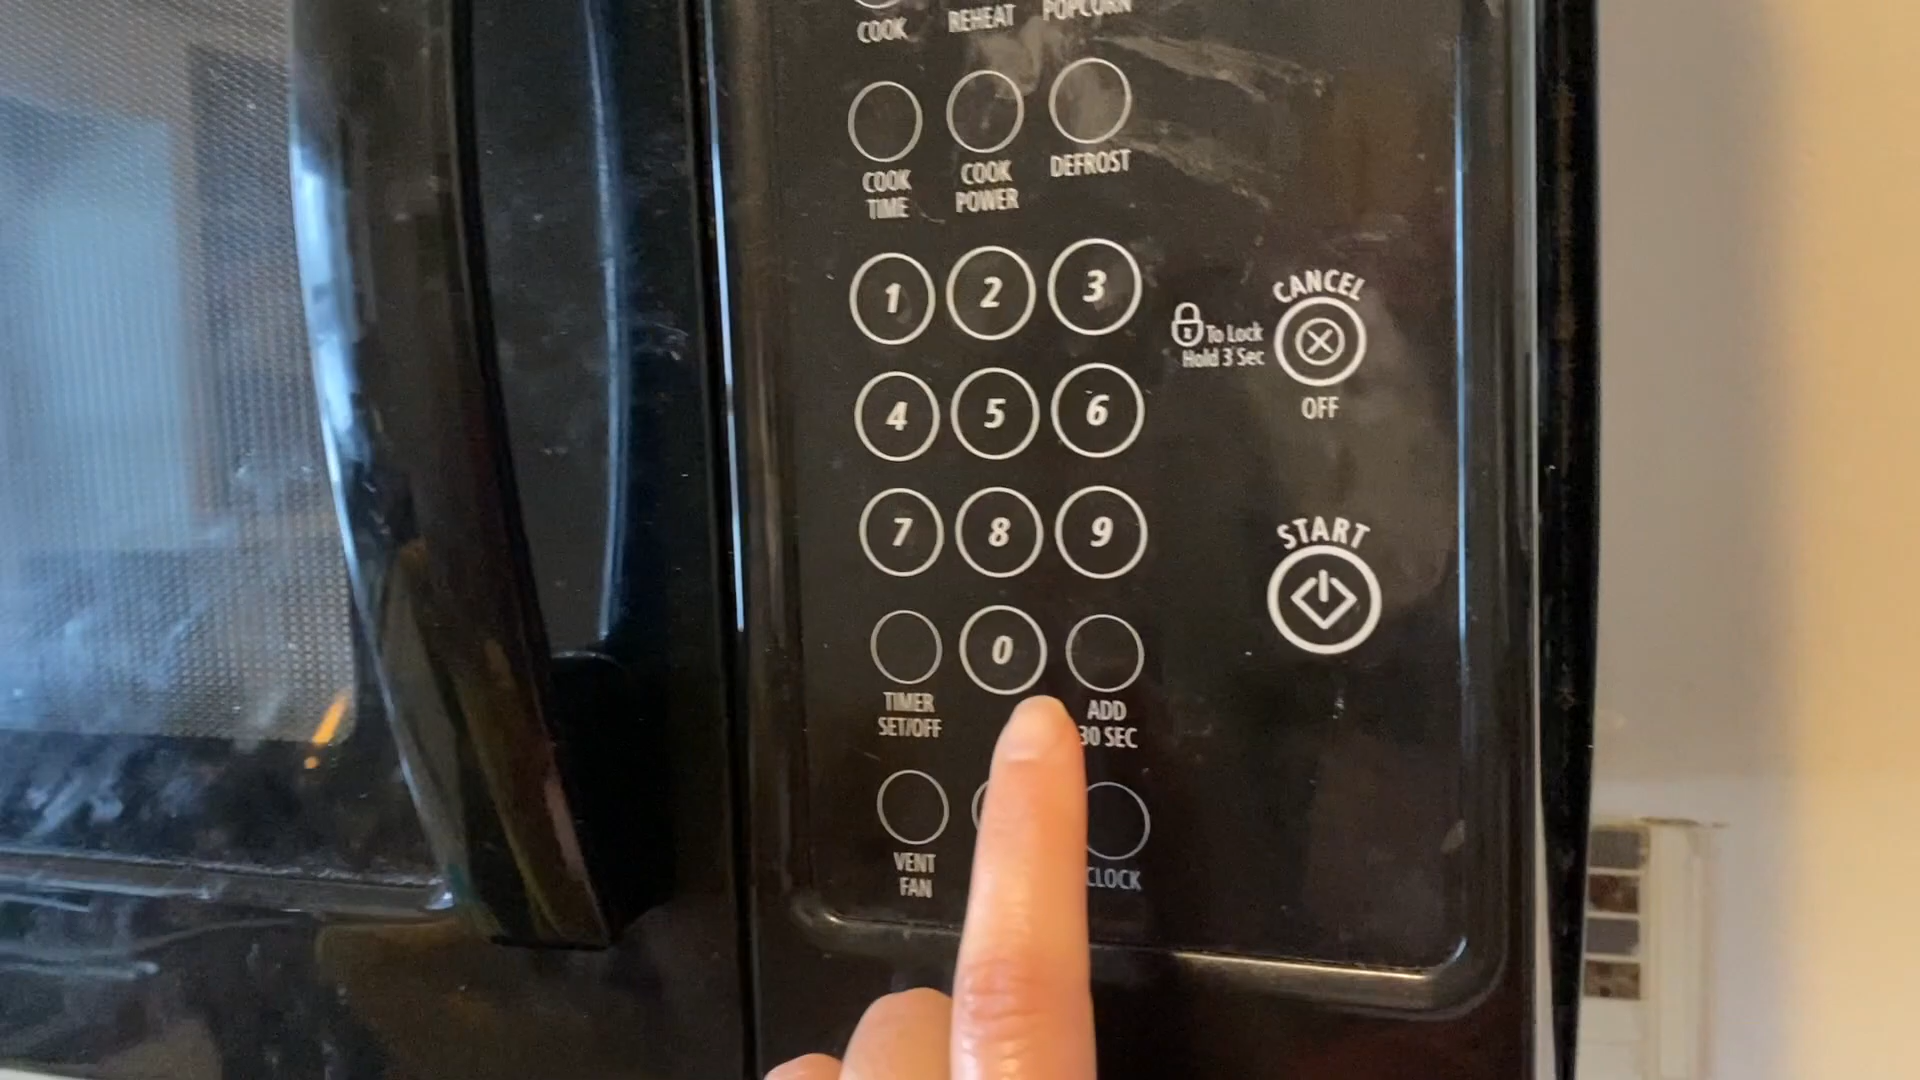 COOK
REHEAT
POPCORN
COOK
TIME
COOK
POWER
DEFROST
1
2
3
CANCEL
To Lock
Hold 3 Sec
OFF
4
5
6
7
8
9
START
0
TIMER
SET/OFF
ADD
30 SEC
VENT
FAN
CLOCK